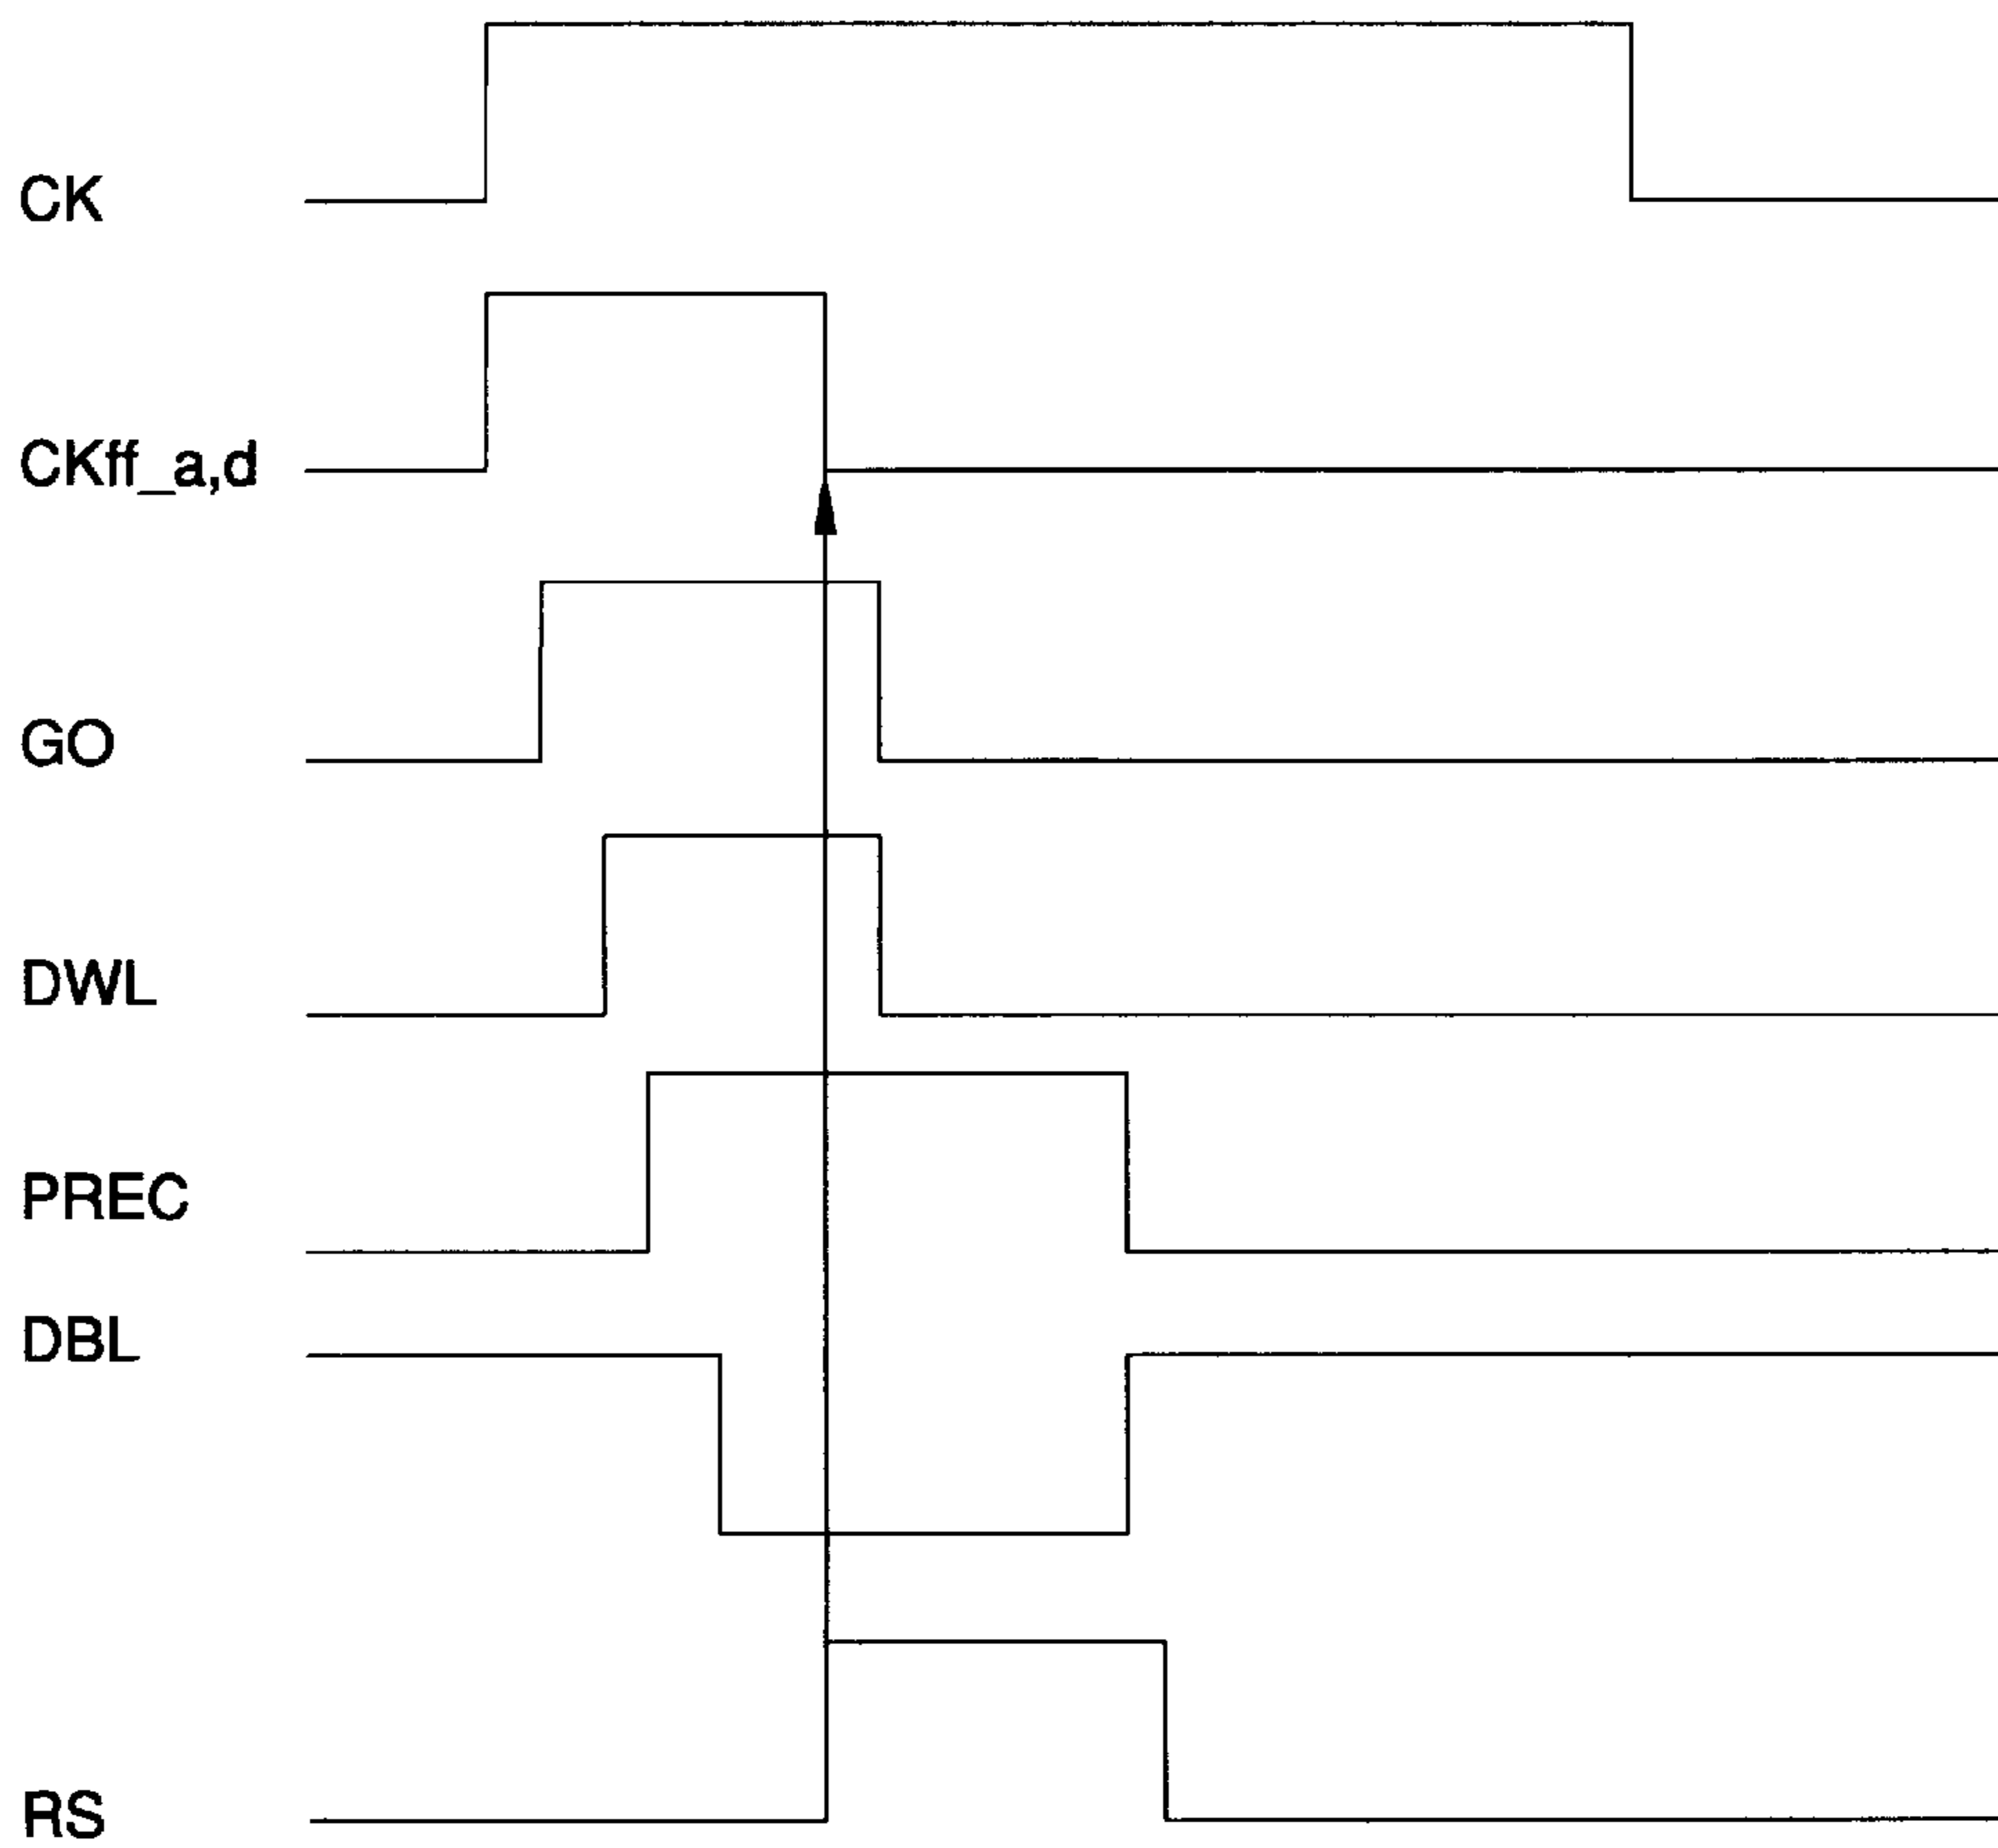 CK
CKff_a,d
GO
DWL
PREC
DBL
RS